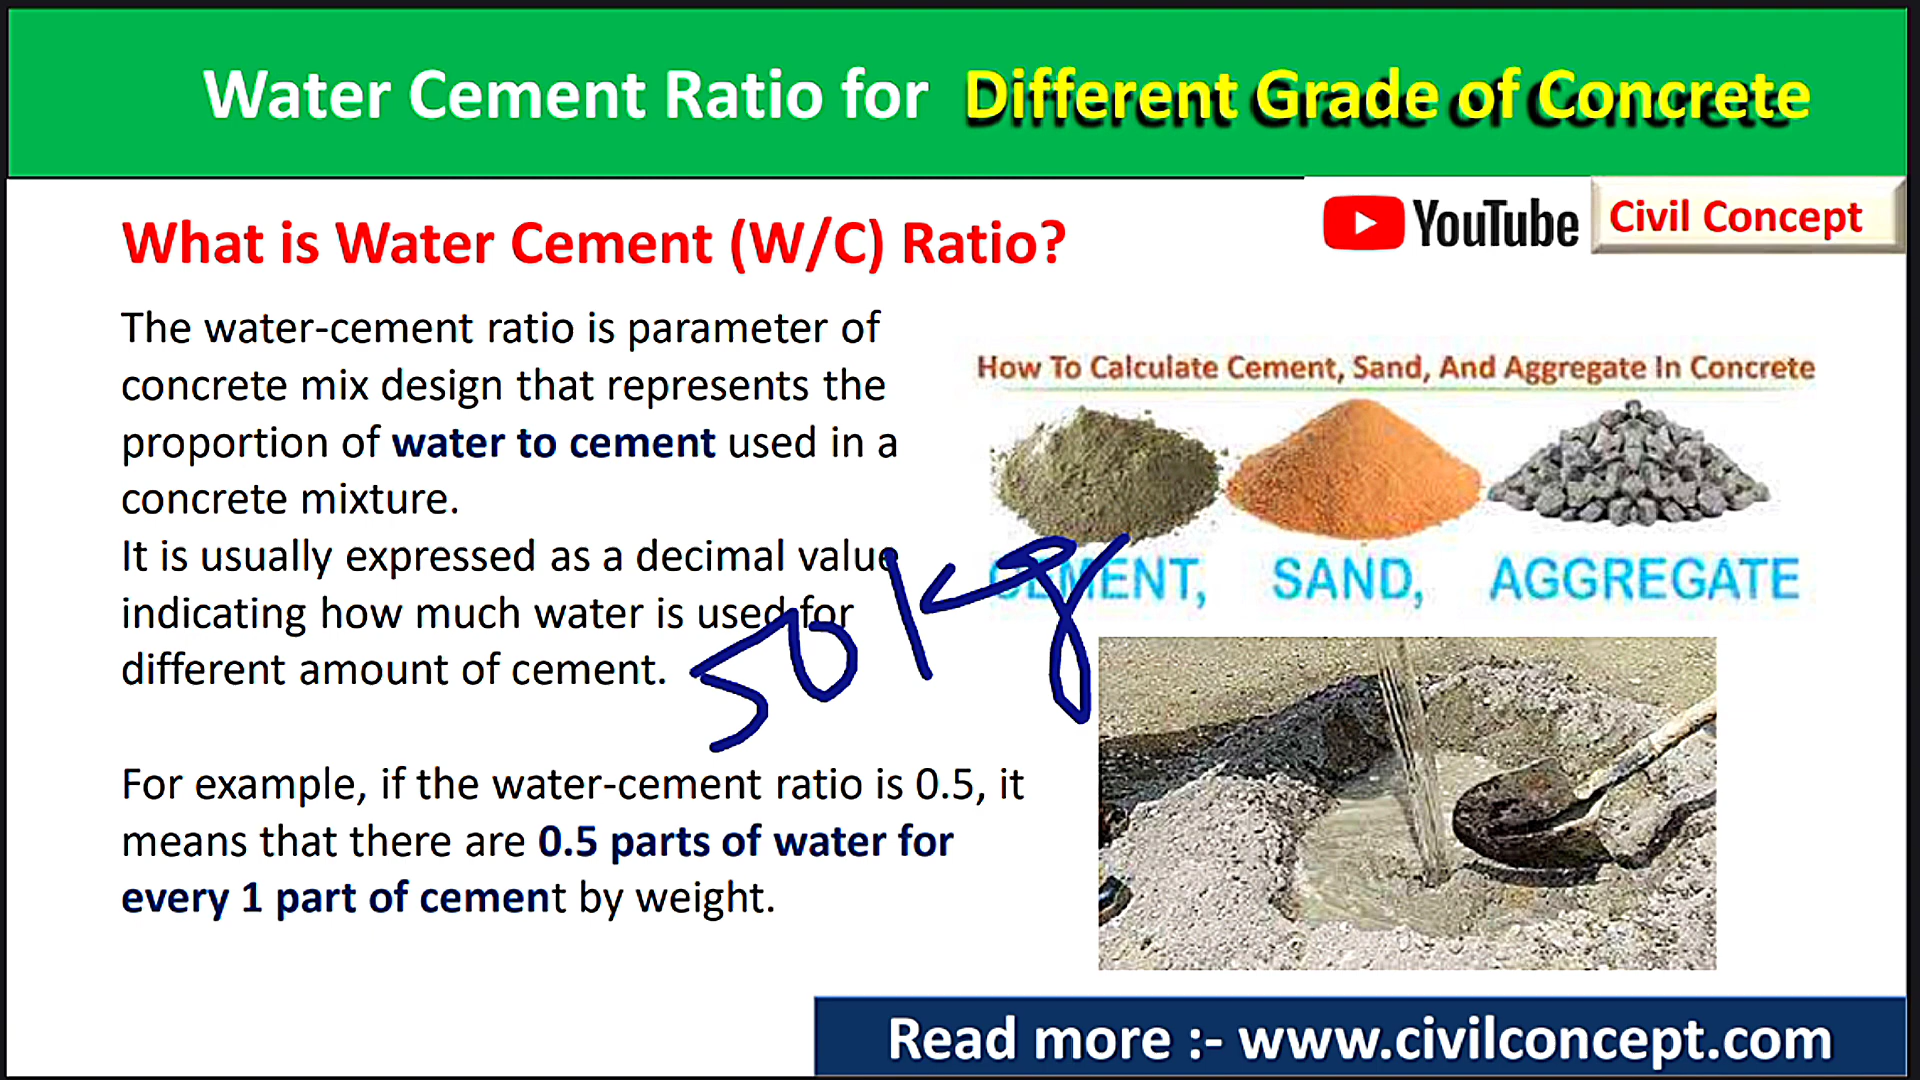 Water Cement Ratio for Different Grade of Concrete
YouTube Civil Concept
What is Water Cement (W/C) Ratio?
The water-cement ratio is parameter of
concrete mix design that represents the
proportion of water to cement used in a
concrete mixture.
It is usually expressed as a decimal value
indicating how much water is used for
different amount of cement.
50 kg
For example, if the water-cement ratio is 0.5, it
means that there are 0.5 parts of water for
every 1 part of cement by weight.
How To Calculate Cement, Sand, And Aggregate In Concrete
CEMENT, SAND, AGGREGATE
Read more :- www.civilconcept.com